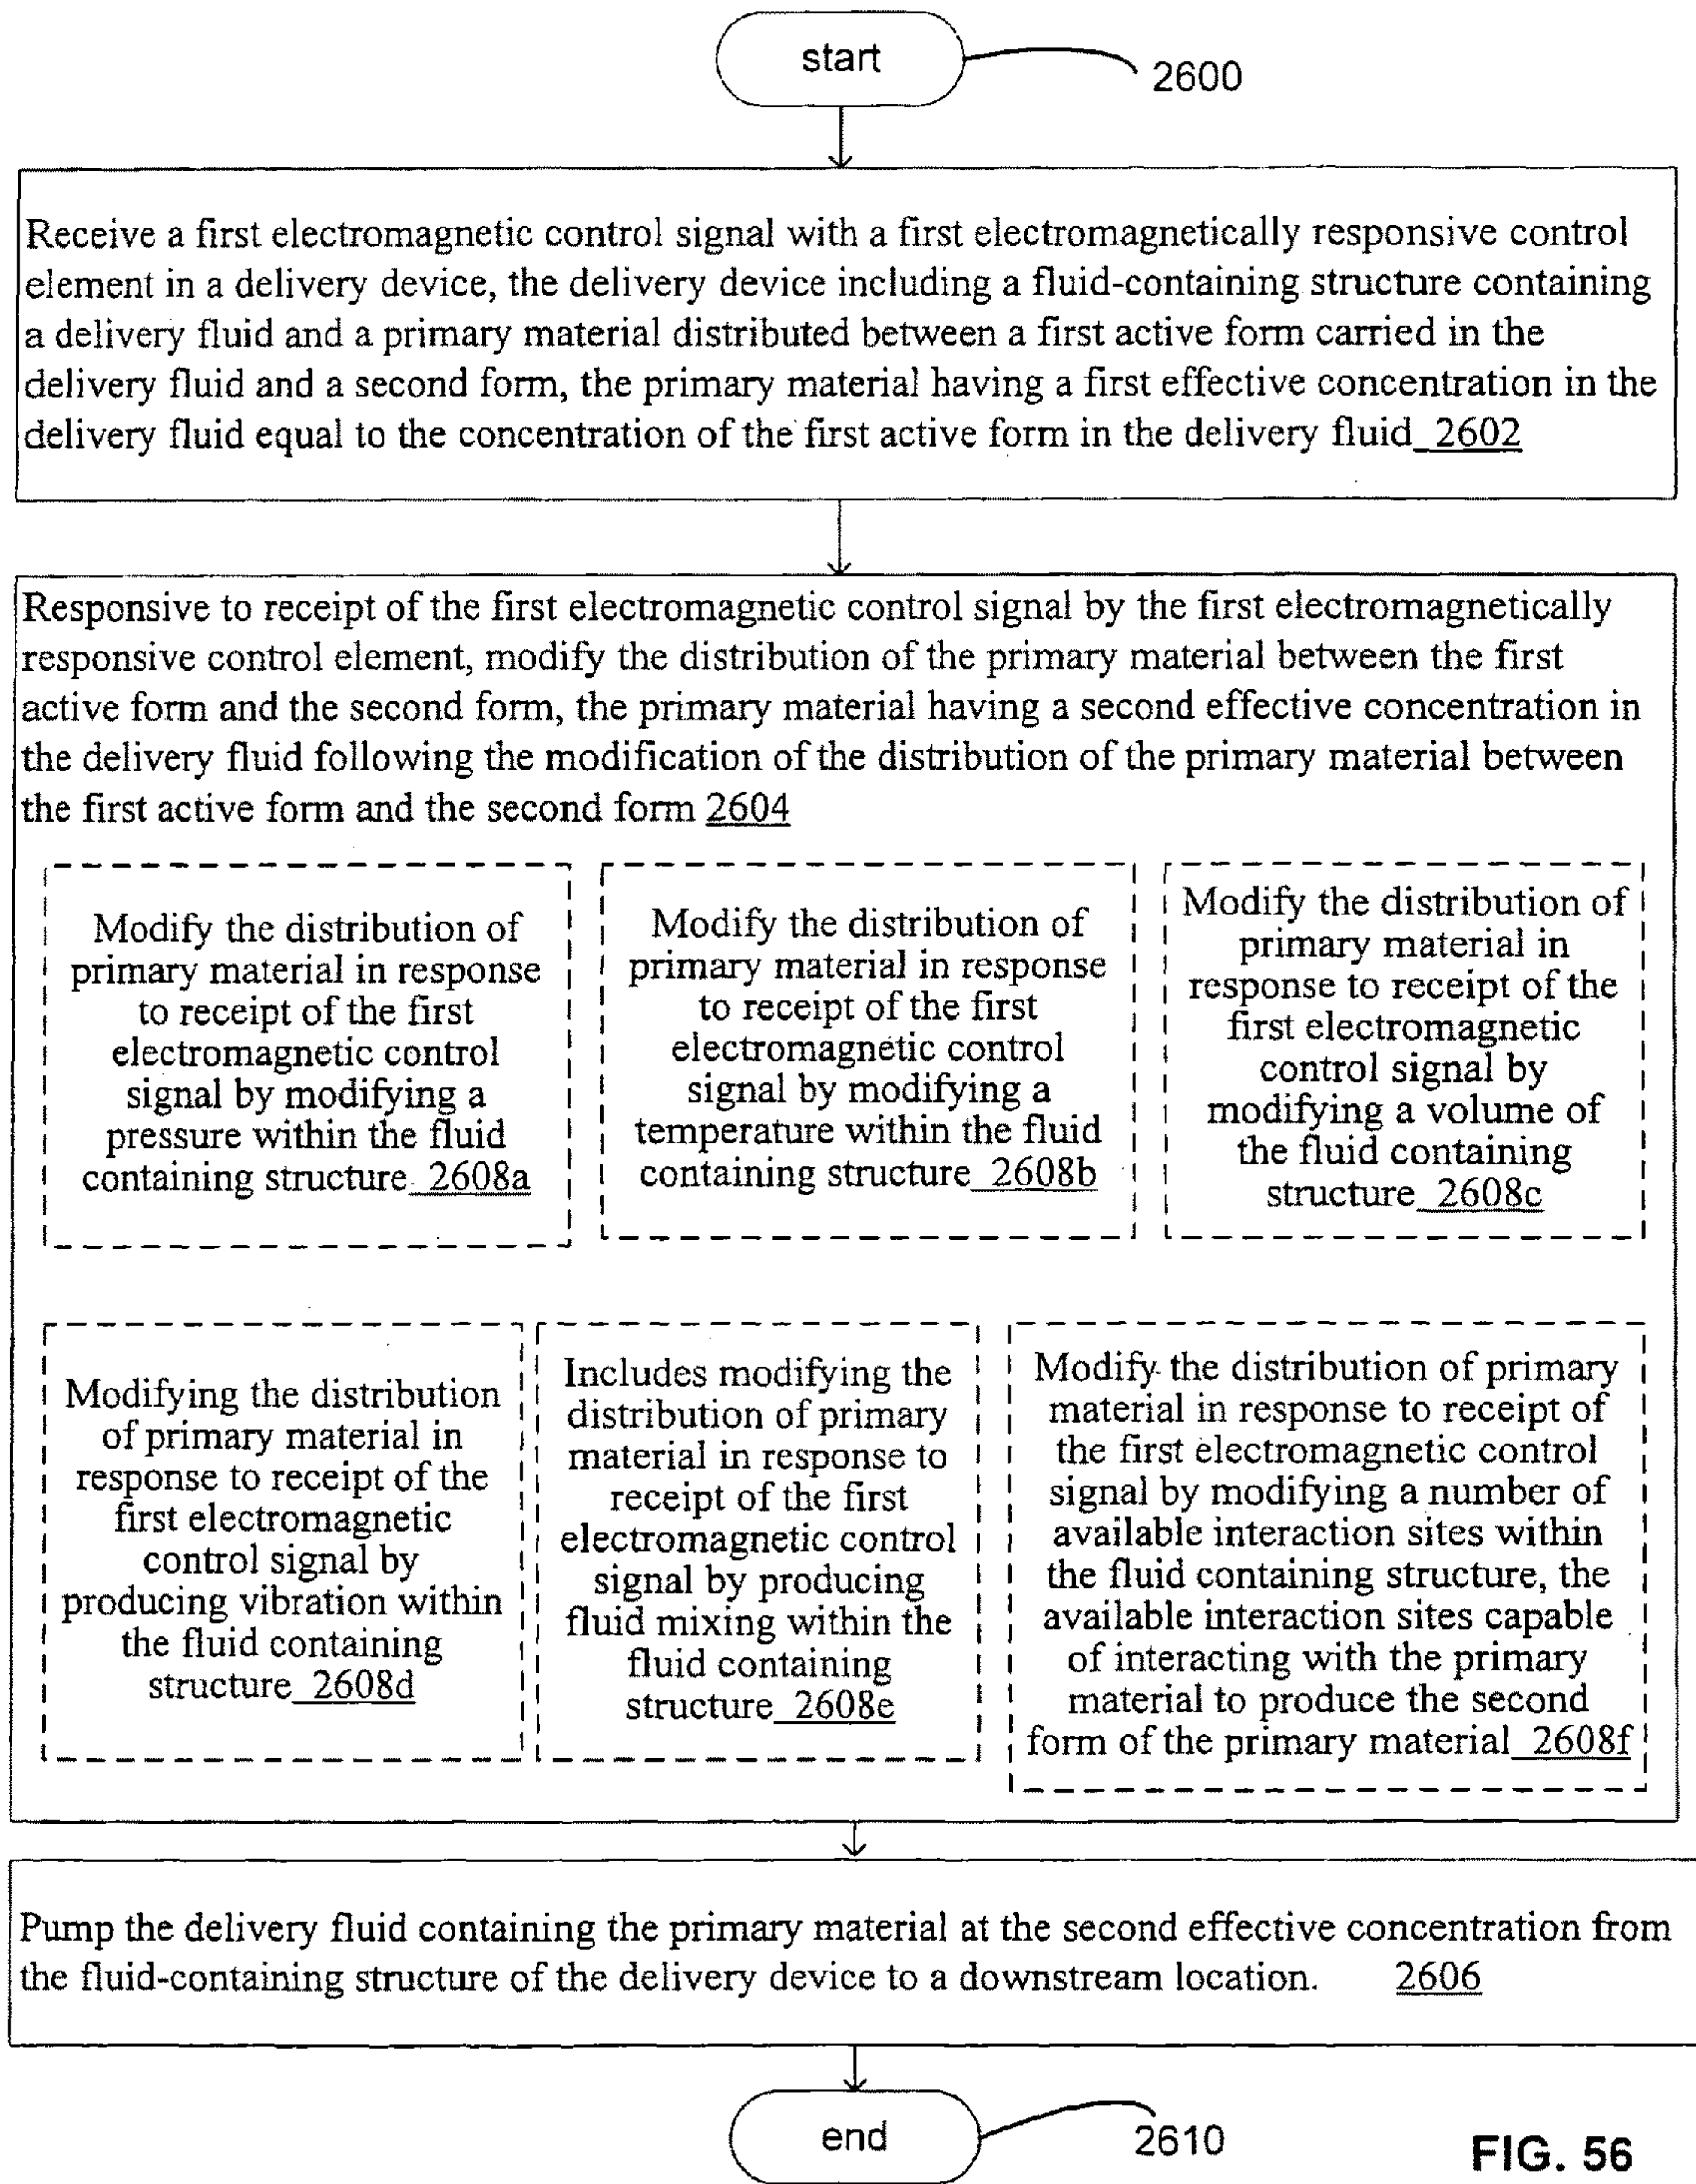 start
2600
Receive a first electromagnetic control signal with a first electromagnetically responsive control
element in a delivery device, the delivery device including a fluid-containing structure containing
a delivery fluid and a primary material distributed between a first active form carried in the
delivery fluid and a second form, the primary material having a first effective concentration in the
delivery fluid equal to the concentration of the first active form in the delivery fluid 2602
Responsive to receipt of the first electromagnetic control signal by the first electromagnetically
responsive control element, modify the distribution of the primary material between the first
active form and the second form, the primary material having a second effective concentration in
the delivery fluid following the modification of the distribution of the primary material between
the first active form and the second form 2604
Modify the distribution of
primary material in response
to receipt of the first
electromagnetic control
signal by modifying a
pressure within the fluid
containing structure 2608a
Modify the distribution of
primary material in response
to receipt of the first
electromagnetic control
signal by modifying a
temperature within the fluid
containing structure 2608b
Modify the distribution of
primary material in
response to receipt of the
first electromagnetic
control signal by
modifying a volume of
the fluid containing
structure 2608c
Modifying the distribution
of primary material in
response to receipt of the
first electromagnetic
control signal by
producing vibration within
the fluid containing
structure 2608d
Includes modifying the
distribution of primary
material in response to
receipt of the first
electromagnetic control
signal by producing
fluid mixing within the
fluid containing
structure 2608e
Modify the distribution of primary
material in response to receipt of
the first electromagnetic control
signal by modifying a number of
available interaction sites within
the fluid containing structure, the
available interaction sites capable
of interacting with the primary
material to produce the second
form of the primary material 2608f
Pump the delivery fluid containing the primary material at the second effective concentration from
the fluid-containing structure of the delivery device to a downstream location. 2606
end
2610
FIG. 56